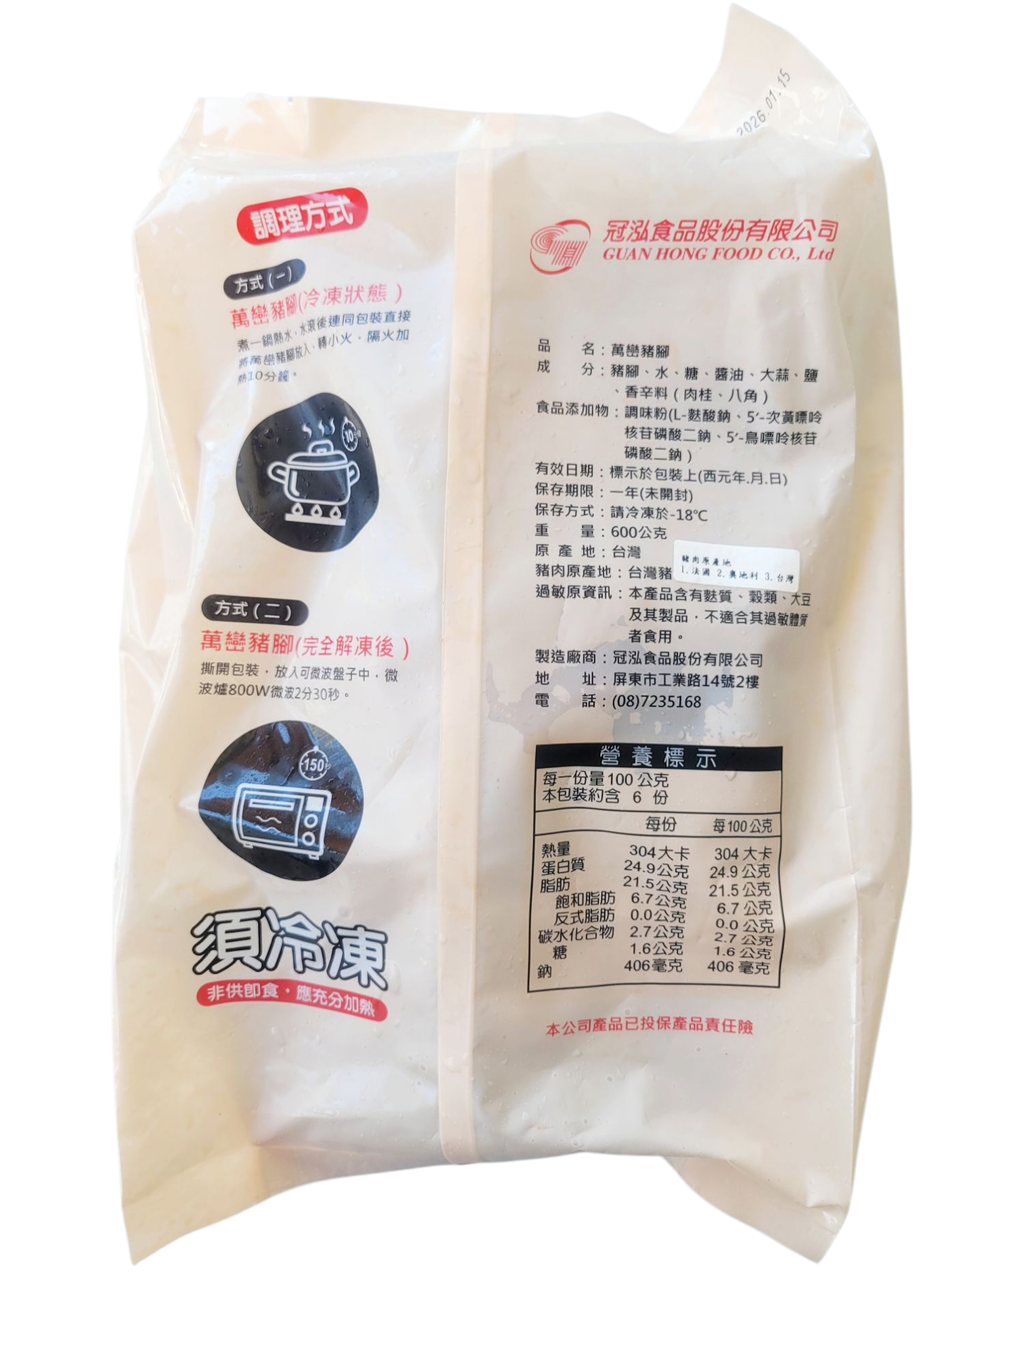 2026.01.15
調理方式
方式(一)
萬巒豬腳(冷凍狀態)
煮一鍋熱水，水滾後連同包裝直接
將萬巒豬腳放入，轉小火，隔火加
熱10分鐘。
10
方式(二)
萬巒豬腳(完全解凍後)
撕開包裝，放入可微波盤子中，微
波爐800W微波2分30秒。
150
須冷凍
非供即食，應充分加熱
冠泓食品股份有限公司
GUAN HONG FOOD CO., Ltd
品　　名：萬巒豬腳
成　　分：豬腳、水、糖、醬油、大蒜、鹽
、香辛料(肉桂、八角)
食品添加物：調味粉(L-麩酸鈉、5′-次黃嘌呤
核苷磷酸二鈉、5′-鳥嘌呤核苷
磷酸二鈉)
有效日期：標示於包裝上(西元年.月.日)
保存期限：一年(未開封)
保存方式：請冷凍於-18℃
重　　量：600公克
原 產 地：台灣
豬肉原產地：台灣豬
豬肉原產地
1.法國 2.奧地利 3.台灣
過敏原資訊：本產品含有麩質、穀類、大豆
及其製品，不適合其過敏體質
者食用。
製造廠商：冠泓食品股份有限公司
地　　址：屏東市工業路14號2樓
電　　話：(08)7235168
營養標示
每一份量100 公克
本包裝約含 6 份
每份 每100公克
熱量 304大卡 304大卡
蛋白質 24.9公克 24.9公克
脂肪 21.5公克 21.5公克
飽和脂肪 6.7公克 6.7公克
反式脂肪 0.0公克 0.0公克
碳水化合物 2.7公克 2.7公克
糖 1.6公克 1.6公克
鈉 406毫克 406毫克
本公司產品已投保產品責任險